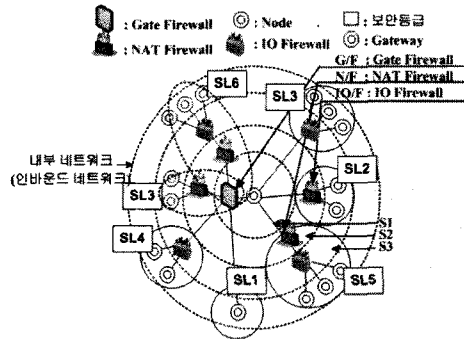 : Gate Firewall
: Node
: 보안등급
: NAT Firewall
: IO Firewall
: Gateway
G/F : Gate Firewall
N/F : NAT Firewall
IO/F : IO Firewall
SL6
SL3
내부 네트워크
(인바운드 네트워크)
SL3
SL2
SL4
S1
S2
S3
SL1
SL5